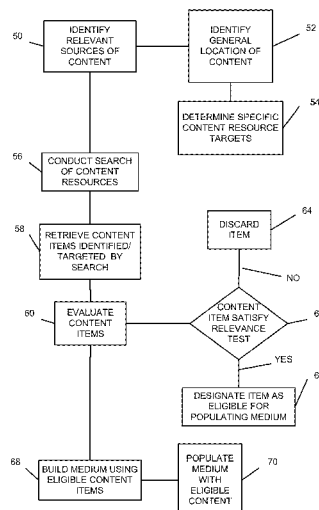 50
IDENTIFY
RELEVANT
SOURCES OF
CONTENT
IDENTIFY
GENERAL
LOCATION OF
CONTENT
52
DETERMINE SPECIFIC
CONTENT RESOURCE
TARGETS
54
56
CONDUCT SEARCH
OF CONTENT
RESOURCES
58
RETRIEVE CONTENT
ITEMS IDENTIFIED/
TARGETED BY
SEARCH
64
DISCARD
ITEM
NO
60
EVALUATE
CONTENT
ITEMS
CONTENT
ITEM SATISFY
RELEVANCE
TEST
6
YES
6
DESIGNATE ITEM AS
ELIGIBLE FOR
POPULATING MEDIUM
68
BUILD MEDIUM USING
ELIGIBLE CONTENT
ITEMS
POPULATE
MEDIUM
WITH
ELIGIBLE
CONTENT
70